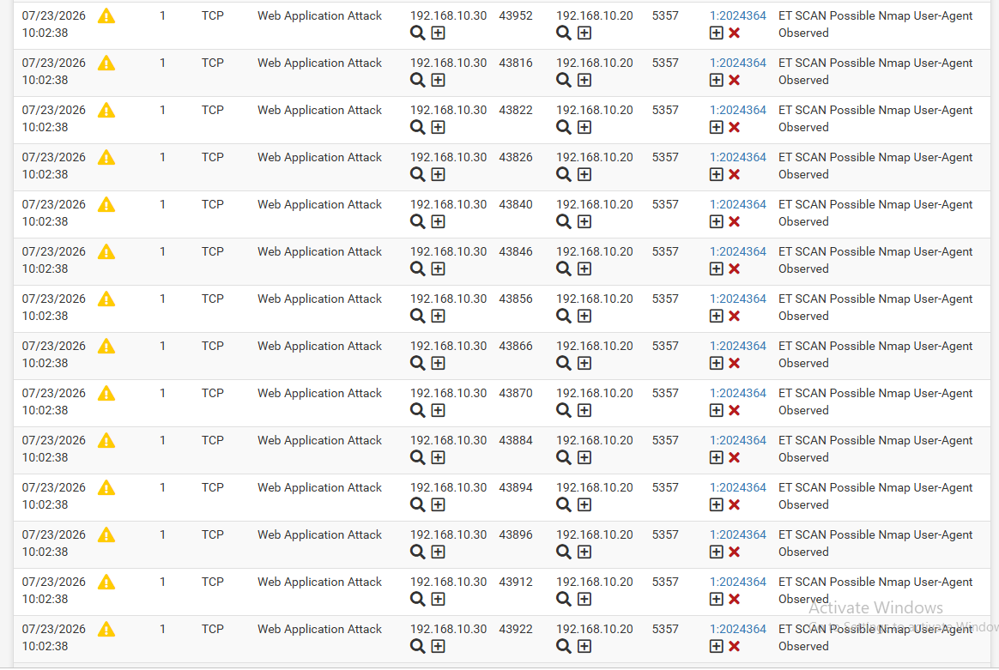 07/23/2026 1 TCP Web Application Attack 192.168.10.30 43952 192.168.10.20 5357 1:2024364 ET SCAN Possible Nmap User-Agent
10:02:38 Observed
07/23/2026 1 TCP Web Application Attack 192.168.10.30 43816 192.168.10.20 5357 1:2024364 ET SCAN Possible Nmap User-Agent
10:02:38 Observed
07/23/2026 1 TCP Web Application Attack 192.168.10.30 43822 192.168.10.20 5357 1:2024364 ET SCAN Possible Nmap User-Agent
10:02:38 Observed
07/23/2026 1 TCP Web Application Attack 192.168.10.30 43826 192.168.10.20 5357 1:2024364 ET SCAN Possible Nmap User-Agent
10:02:38 Observed
07/23/2026 1 TCP Web Application Attack 192.168.10.30 43840 192.168.10.20 5357 1:2024364 ET SCAN Possible Nmap User-Agent
10:02:38 Observed
07/23/2026 1 TCP Web Application Attack 192.168.10.30 43846 192.168.10.20 5357 1:2024364 ET SCAN Possible Nmap User-Agent
10:02:38 Observed
07/23/2026 1 TCP Web Application Attack 192.168.10.30 43856 192.168.10.20 5357 1:2024364 ET SCAN Possible Nmap User-Agent
10:02:38 Observed
07/23/2026 1 TCP Web Application Attack 192.168.10.30 43866 192.168.10.20 5357 1:2024364 ET SCAN Possible Nmap User-Agent
10:02:38 Observed
07/23/2026 1 TCP Web Application Attack 192.168.10.30 43870 192.168.10.20 5357 1:2024364 ET SCAN Possible Nmap User-Agent
10:02:38 Observed
07/23/2026 1 TCP Web Application Attack 192.168.10.30 43884 192.168.10.20 5357 1:2024364 ET SCAN Possible Nmap User-Agent
10:02:38 Observed
07/23/2026 1 TCP Web Application Attack 192.168.10.30 43894 192.168.10.20 5357 1:2024364 ET SCAN Possible Nmap User-Agent
10:02:38 Observed
07/23/2026 1 TCP Web Application Attack 192.168.10.30 43896 192.168.10.20 5357 1:2024364 ET SCAN Possible Nmap User-Agent
10:02:38 Observed
07/23/2026 1 TCP Web Application Attack 192.168.10.30 43912 192.168.10.20 5357 1:2024364 ET SCAN Possible Nmap User-Agent
10:02:38 Observed
Activate Windows
07/23/2026 1 TCP Web Application Attack 192.168.10.30 43922 192.168.10.20 5357 1:2024364 ET SCAN Possible Nmap User-Agent
Go to Settings to activate Window
10:02:38 Observed